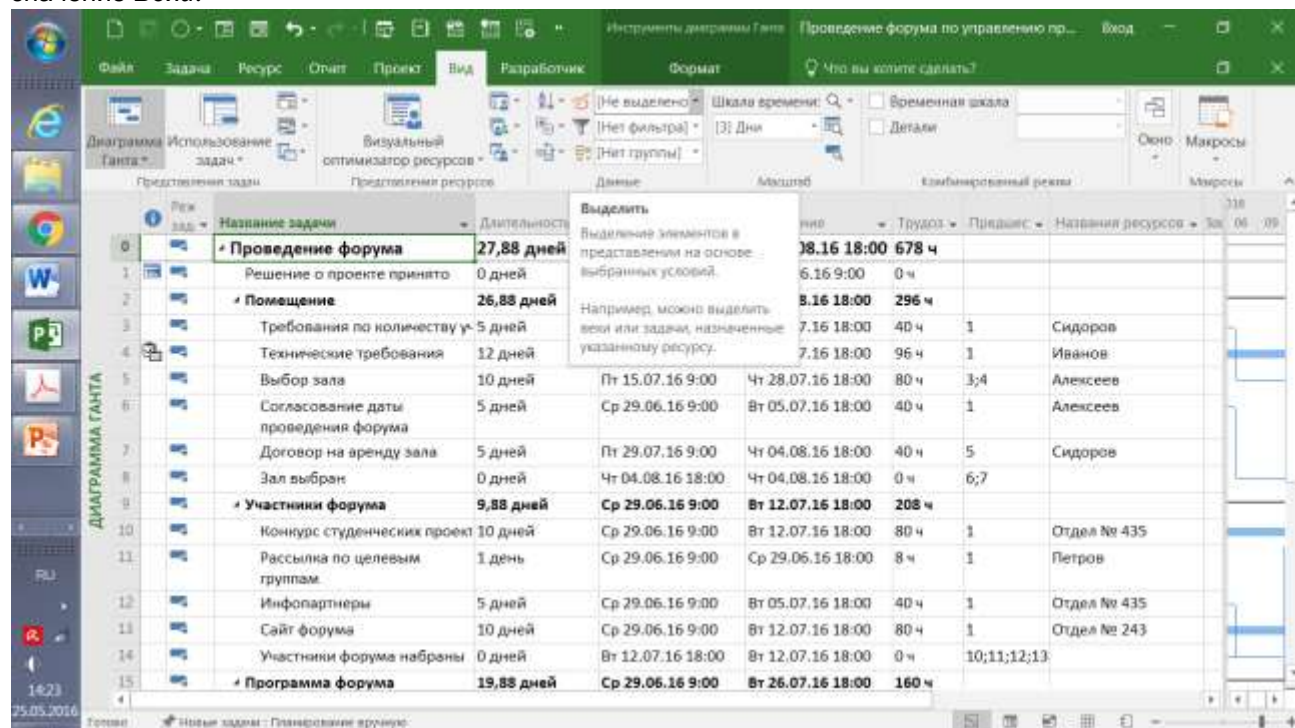 Инструменты диаграммы Ганта Проведение форума по управлению пр... Вход
Файл Задача Ресурс Отчет Проект Вид Разработчик Формат Что вы хотите сделать?
[Не выделено] Шкала времени: Временная шкала
[Нет фильтра] [3] Дни Детали
Диаграмма Ганта Использование задач Визуальный оптимизатор ресурсов [Нет группы] Окно Макросы
Представления задач Представления ресурсов Данные Масштаб Комбинированный режим Макросы
Реж зад. Название задачи Длительность Трудоз Предшес Названия ресурсов 06 09
Выделить
Выделение элементов в
представлении на основе
выбранных условий.
Например, можно выделить
вехи или задачи, назначенные
указанному ресурсу.
0 Проведение форума 27,88 дней 08.16 18:00 678 ч
1 Решение о проекте принято 0 дней 6.16 9:00 0 ч
2 Помещение 26,88 дней 8.16 18:00 296 ч
3 Требования по количеству у 5 дней 7.16 18:00 40 ч 1 Сидоров
4 Технические требования 12 дней 7.16 18:00 96 ч 1 Иванов
5 Выбор зала 10 дней Пт 15.07.16 9:00 Чт 28.07.16 18:00 80 ч 3;4 Алексеев
6 Согласование даты проведения форума 5 дней Ср 29.06.16 9:00 Вт 05.07.16 18:00 40 ч 1 Алексеев
7 Договор на аренду зала 5 дней Пт 29.07.16 9:00 Чт 04.08.16 18:00 40 ч 5 Сидоров
8 Зал выбран 0 дней Чт 04.08.16 18:00 Чт 04.08.16 18:00 0 ч 6;7
9 Участники форума 9,88 дней Ср 29.06.16 9:00 Вт 12.07.16 18:00 208 ч
10 Конкурс студенческих проект 10 дней Ср 29.06.16 9:00 Вт 12.07.16 18:00 80 ч 1 Отдел № 435
11 Рассылка по целевым группам 1 день Ср 29.06.16 9:00 Ср 29.06.16 18:00 8 ч 1 Петров
12 Инфопартнеры 5 дней Ср 29.06.16 9:00 Вт 05.07.16 18:00 40 ч 1 Отдел № 435
13 Сайт форума 10 дней Ср 29.06.16 9:00 Вт 12.07.16 18:00 80 ч 1 Отдел № 243
14 Участники форума набраны 0 дней Вт 12.07.16 18:00 Вт 12.07.16 18:00 0 ч 10;11;12;13
15 Программа форума 19,88 дней Ср 29.06.16 9:00 Вт 26.07.16 18:00 160 ч
ДИАГРАММА ГАНТА
RU
14:23
25.05.2016
Готово Новые задачи : Планирование вручную